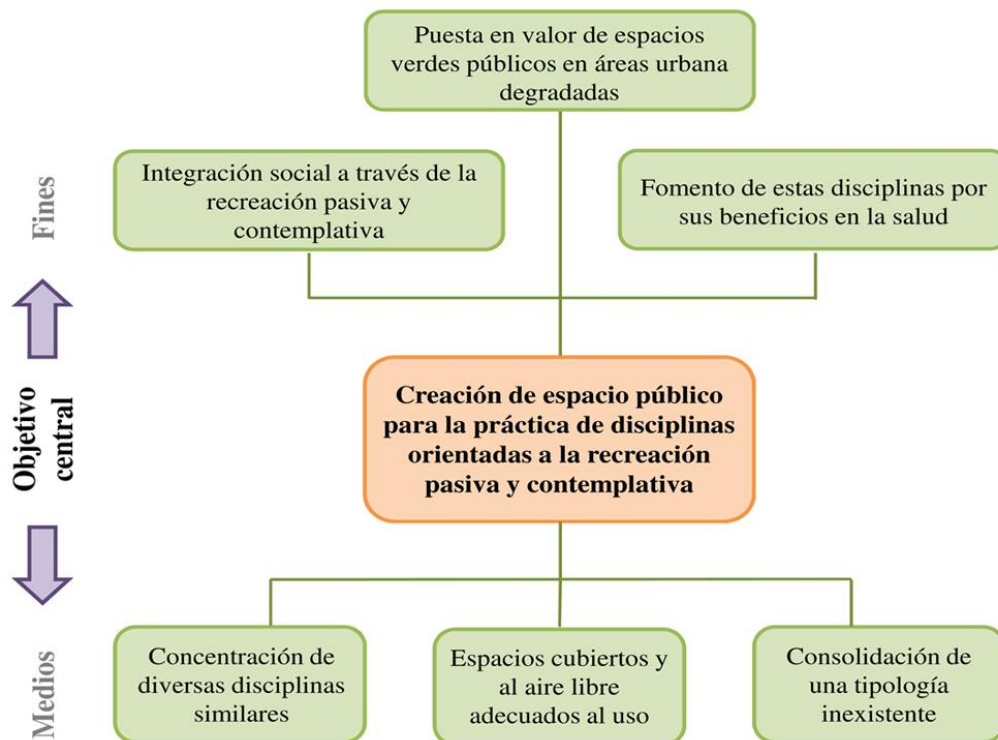 Puesta en valor de espacios
verdes públicos en áreas urbana
degradadas
Integración social a través de la
recreación pasiva y
contemplativa
Fomento de estas disciplinas por
sus beneficios en la salud
Fines
Objetivo
central
Creación de espacio público
para la práctica de disciplinas
orientadas a la recreación
pasiva y contemplativa
Medios
Concentración de
diversas disciplinas
similares
Espacios cubiertos y
al aire libre
adecuados al uso
Consolidación de
una tipología
inexistente